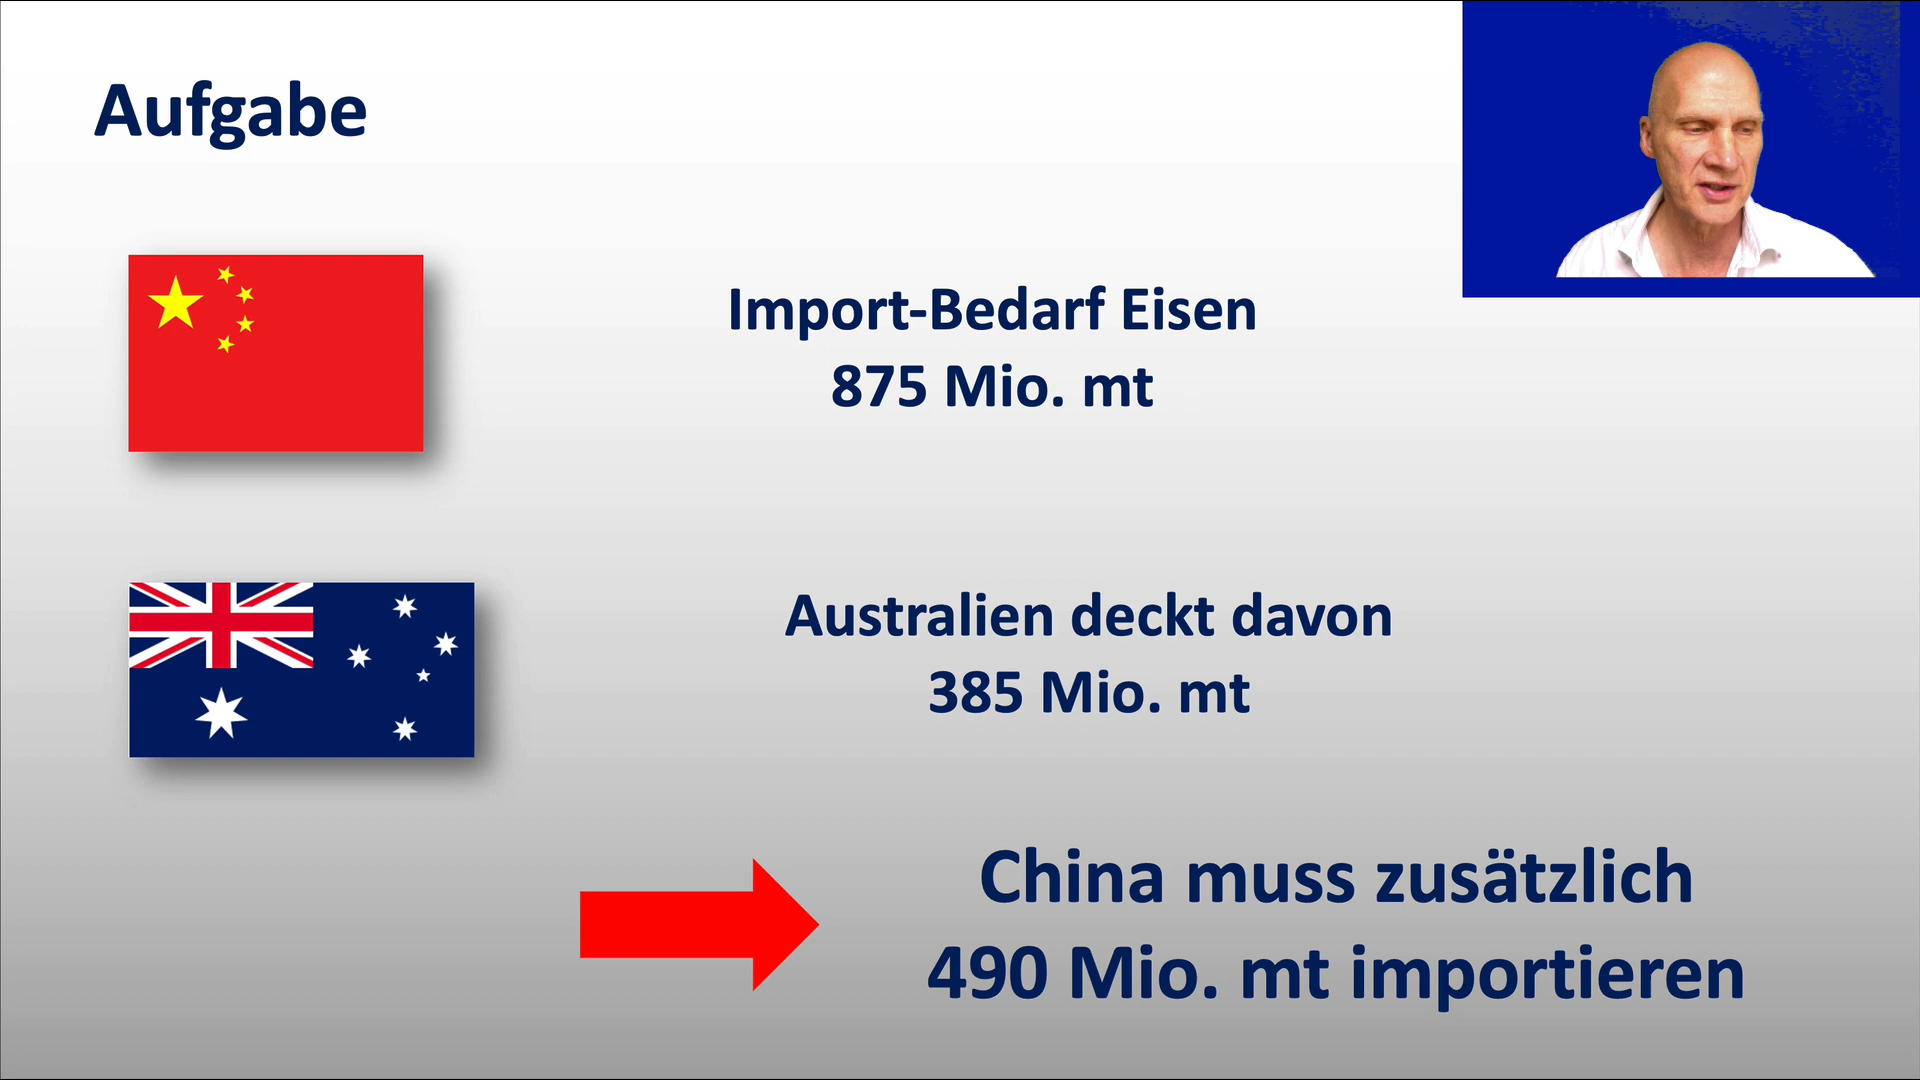 Aufgabe
Import-Bedarf Eisen
875 Mio. mt
Australien deckt davon
385 Mio. mt
China muss zusätzlich
490 Mio. mt importieren